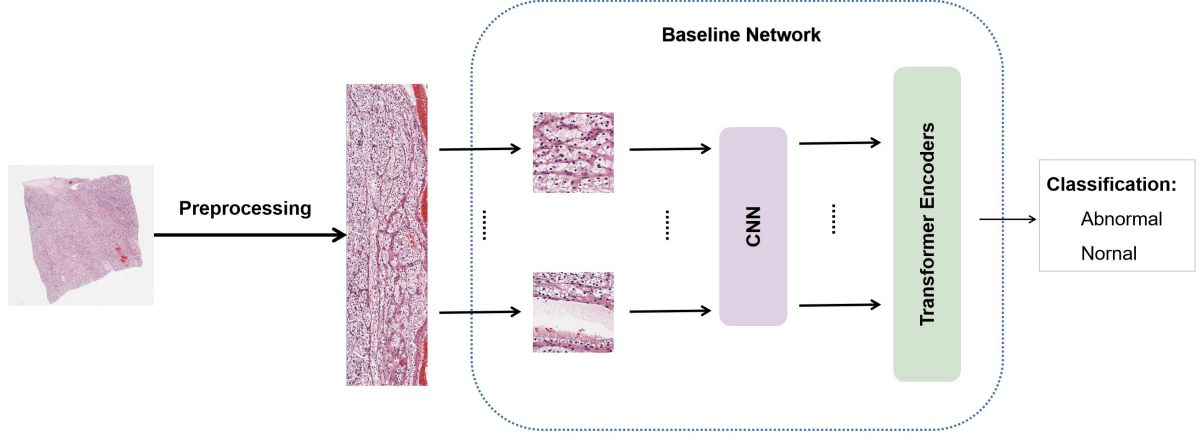 Baseline Network
Preprocessing
CNN
Transformer Encoders
Classification:
Abnormal
Nornal